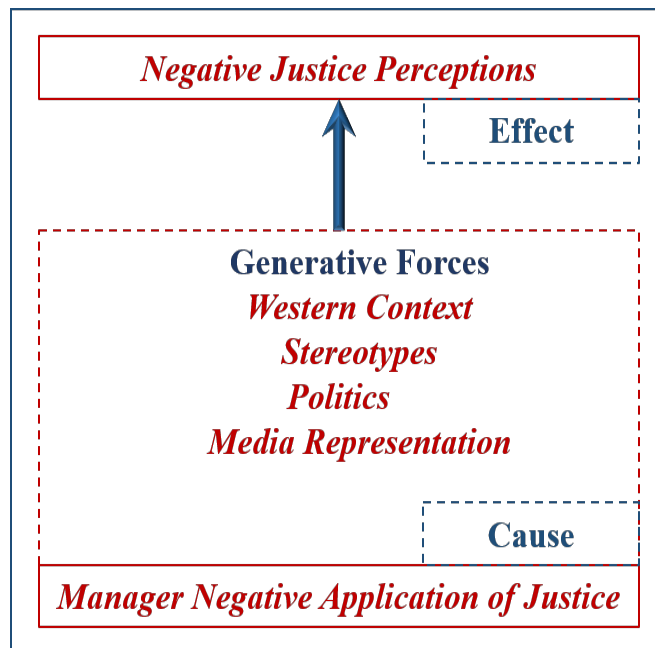 Negative Justice Perceptions
Effect
Generative Forces
Western Context
Stereotypes
Politics
Media Representation
Cause
Manager Negative Application of Justice